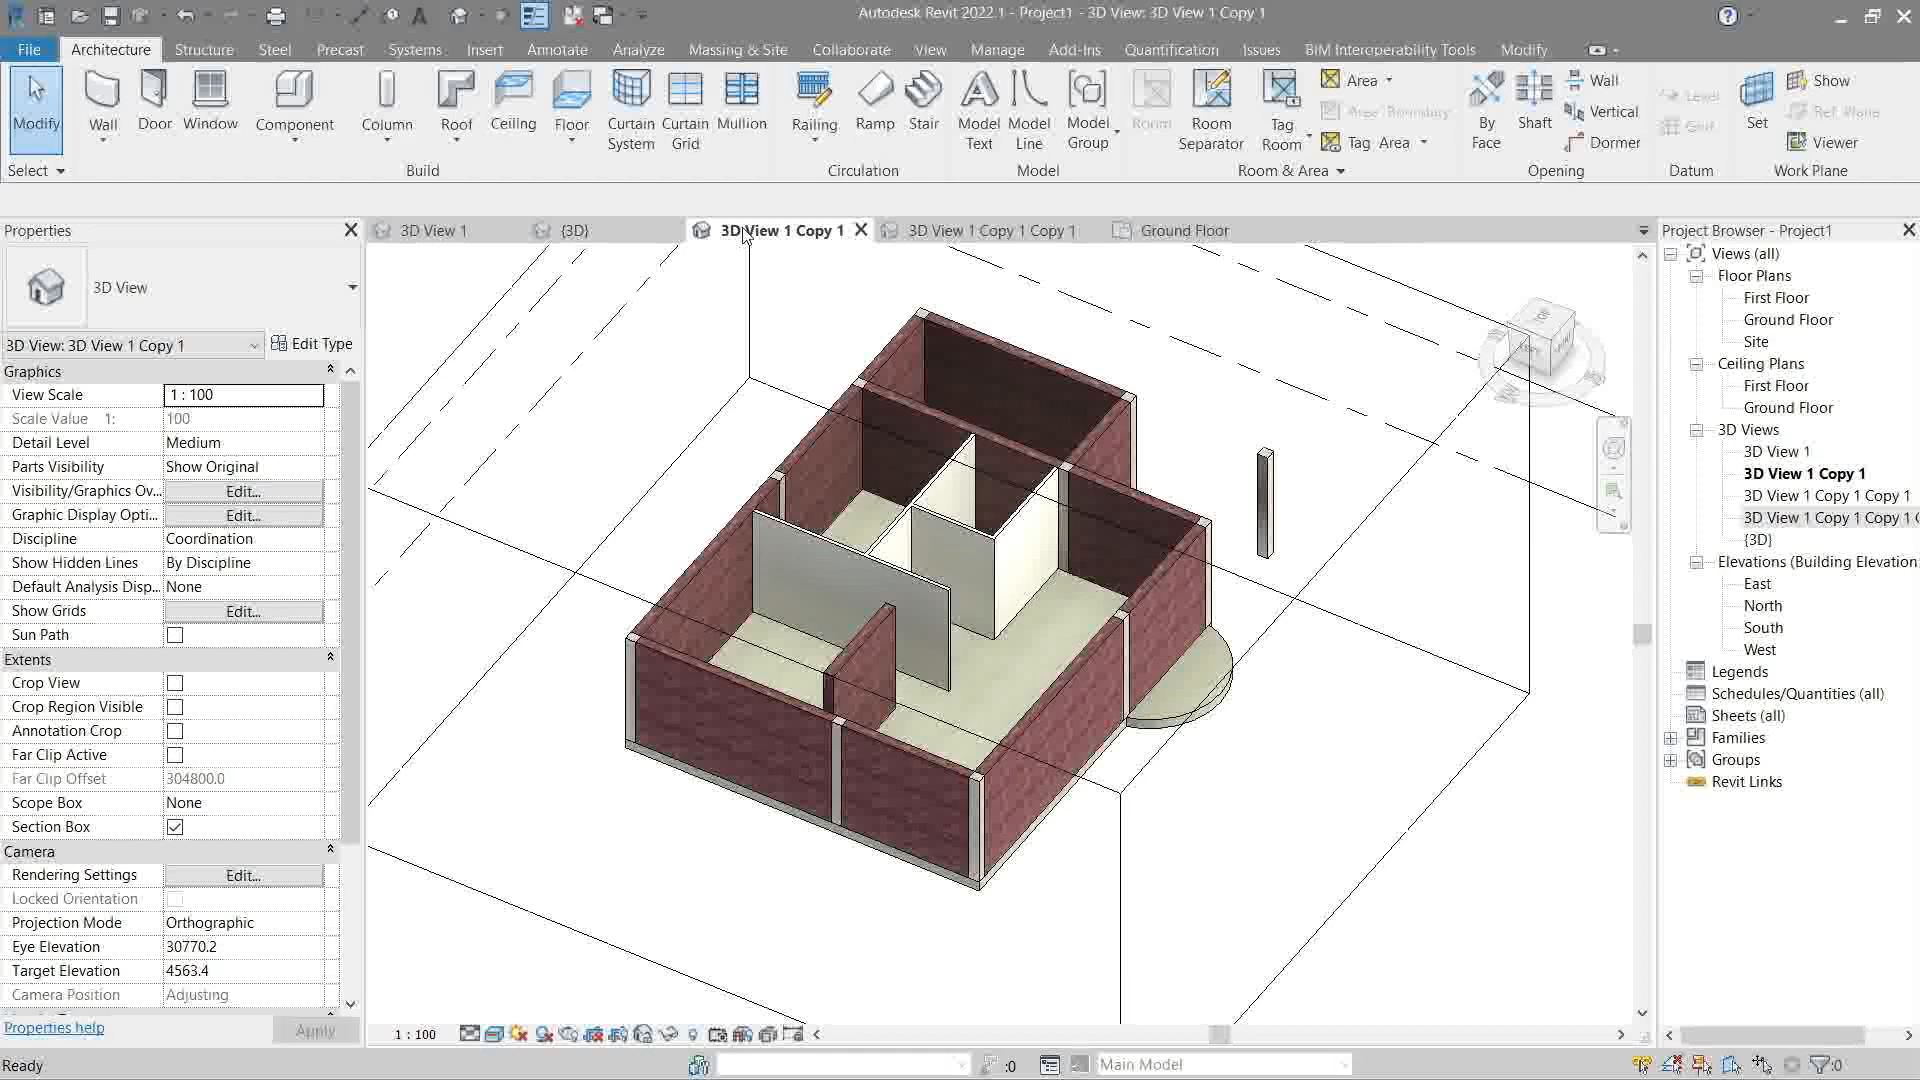 Autodesk Revit 2022.1 - Project1 - 3D View: 3D View 1 Copy 1
File Architecture Structure Steel Precast Systems Insert Annotate Analyze Massing & Site Collaborate View Manage Add-Ins Quantification Issues BIM Interoperability Tools Modify
Modify Wall Door Window Component Column Roof Ceiling Floor Curtain System Curtain Grid Mullion Railing Ramp Stair Model Text Model Line Model Group Room Room Separator Tag Room
Area
Area Boundary
Tag Area
By Face Shaft
Wall
Vertical
Dormer
Level
Grid
Set
Show
Ref Plane
Viewer
Select Build Circulation Model Room & Area Opening Datum Work Plane
Properties
3D View
3D View: 3D View 1 Copy 1 Edit Type
Graphics
View Scale 1 : 100
Scale Value 1: 100
Detail Level Medium
Parts Visibility Show Original
Visibility/Graphics Ov... Edit...
Graphic Display Opti... Edit...
Discipline Coordination
Show Hidden Lines By Discipline
Default Analysis Disp... None
Show Grids Edit...
Sun Path
Extents
Crop View
Crop Region Visible
Annotation Crop
Far Clip Active
Far Clip Offset 304800.0
Scope Box None
Section Box
Camera
Rendering Settings Edit...
Locked Orientation
Projection Mode Orthographic
Eye Elevation 30770.2
Target Elevation 4563.4
Camera Position Adjusting
Properties help Apply
3D View 1 {3D} 3D View 1 Copy 1 3D View 1 Copy 1 Copy 1 Ground Floor
TOP
1 : 100
Project Browser - Project1
Views (all)
Floor Plans
First Floor
Ground Floor
Site
Ceiling Plans
First Floor
Ground Floor
3D Views
3D View 1
3D View 1 Copy 1
3D View 1 Copy 1 Copy 1
3D View 1 Copy 1 Copy 1 (
{3D}
Elevations (Building Elevation
East
North
South
West
Legends
Schedules/Quantities (all)
Sheets (all)
Families
Groups
Revit Links
Ready :0 Main Model :0